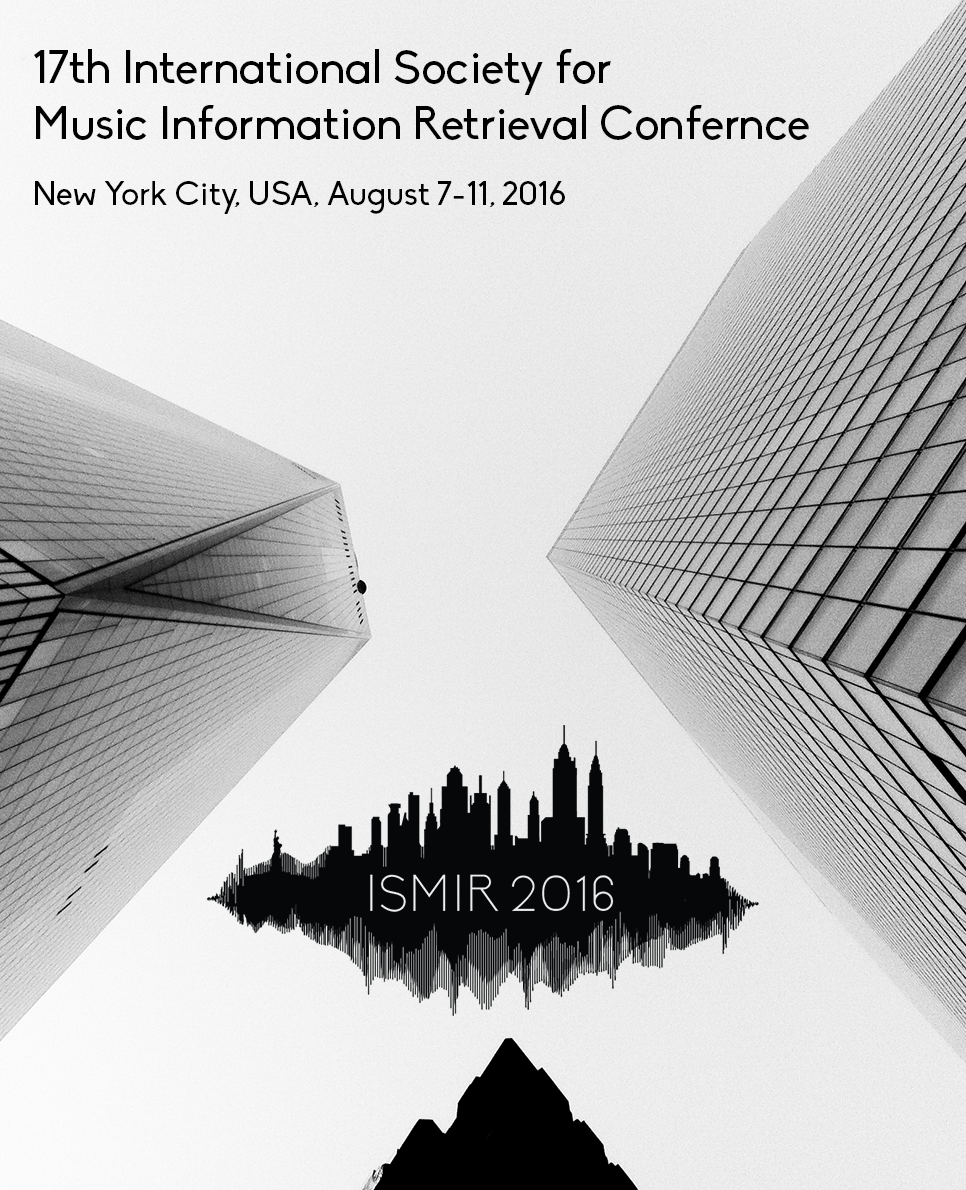 17th International Society for
Music Information Retrieval Confernce
New York City, USA, August 7-11, 2016
ISMIR 2016